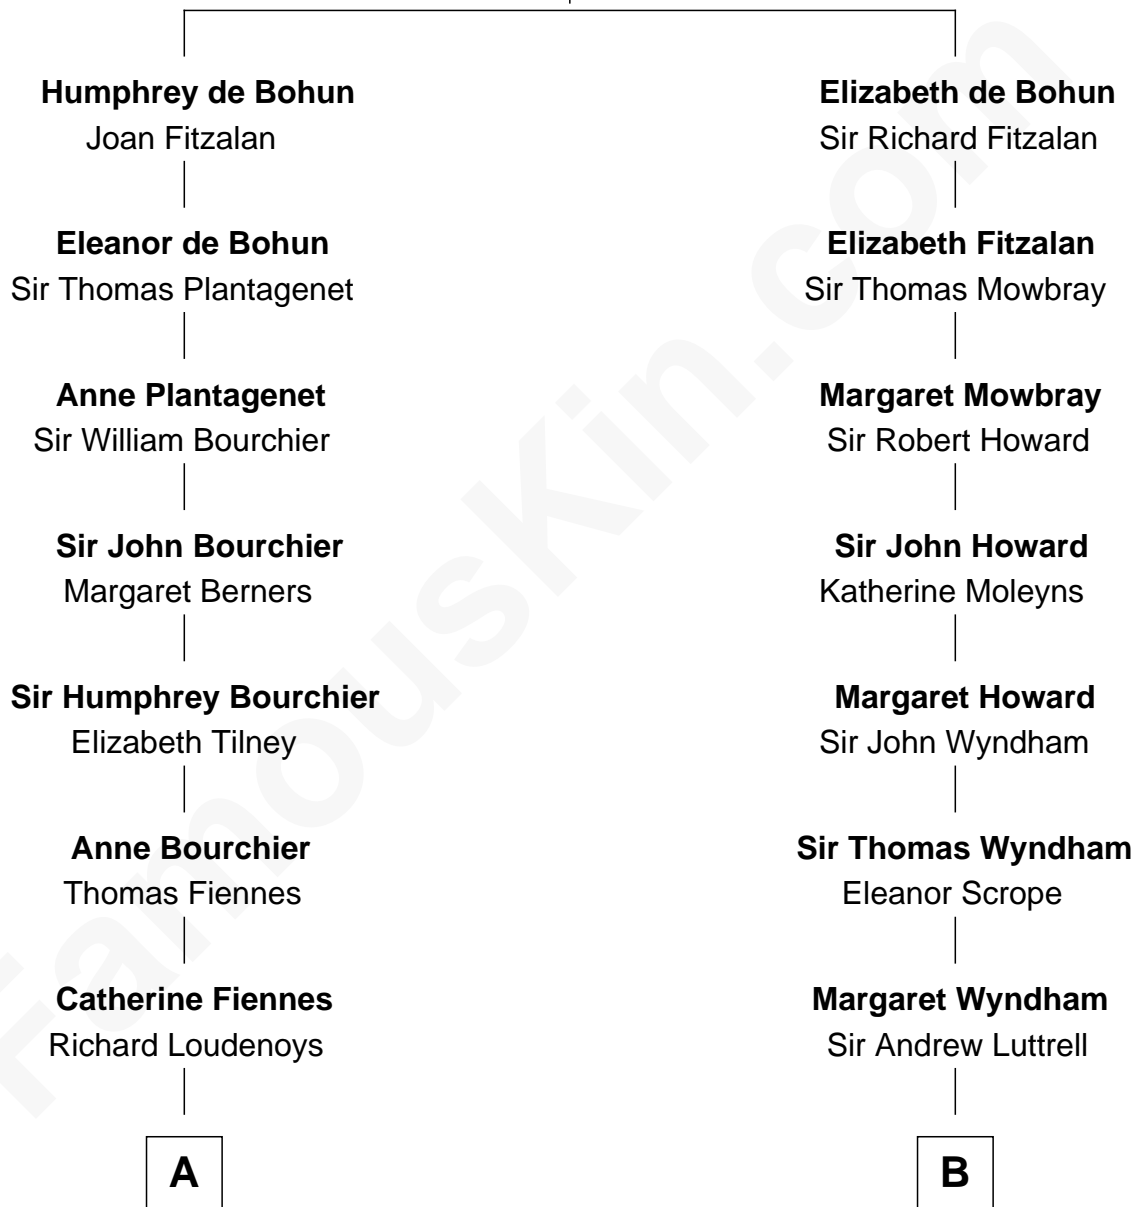 Humphrey de Bohun
Joan Fitzalan
Eleanor de Bohun
Sir Thomas Plantagenet
Anne Plantagenet
Sir William Bourchier
Sir John Bourchier
Margaret Berners
Sir Humphrey Bourchier
Elizabeth Tilney
Anne Bourchier
Thomas Fiennes
Catherine Fiennes
Richard Loudenoys
A
Elizabeth de Bohun
Sir Richard Fitzalan
Elizabeth Fitzalan
Sir Thomas Mowbray
Margaret Mowbray
Sir Robert Howard
Sir John Howard
Katherine Moleyns
Margaret Howard
Sir John Wyndham
Sir Thomas Wyndham
Eleanor Scrope
Margaret Wyndham
Sir Andrew Luttrell
B
FamousKin.com